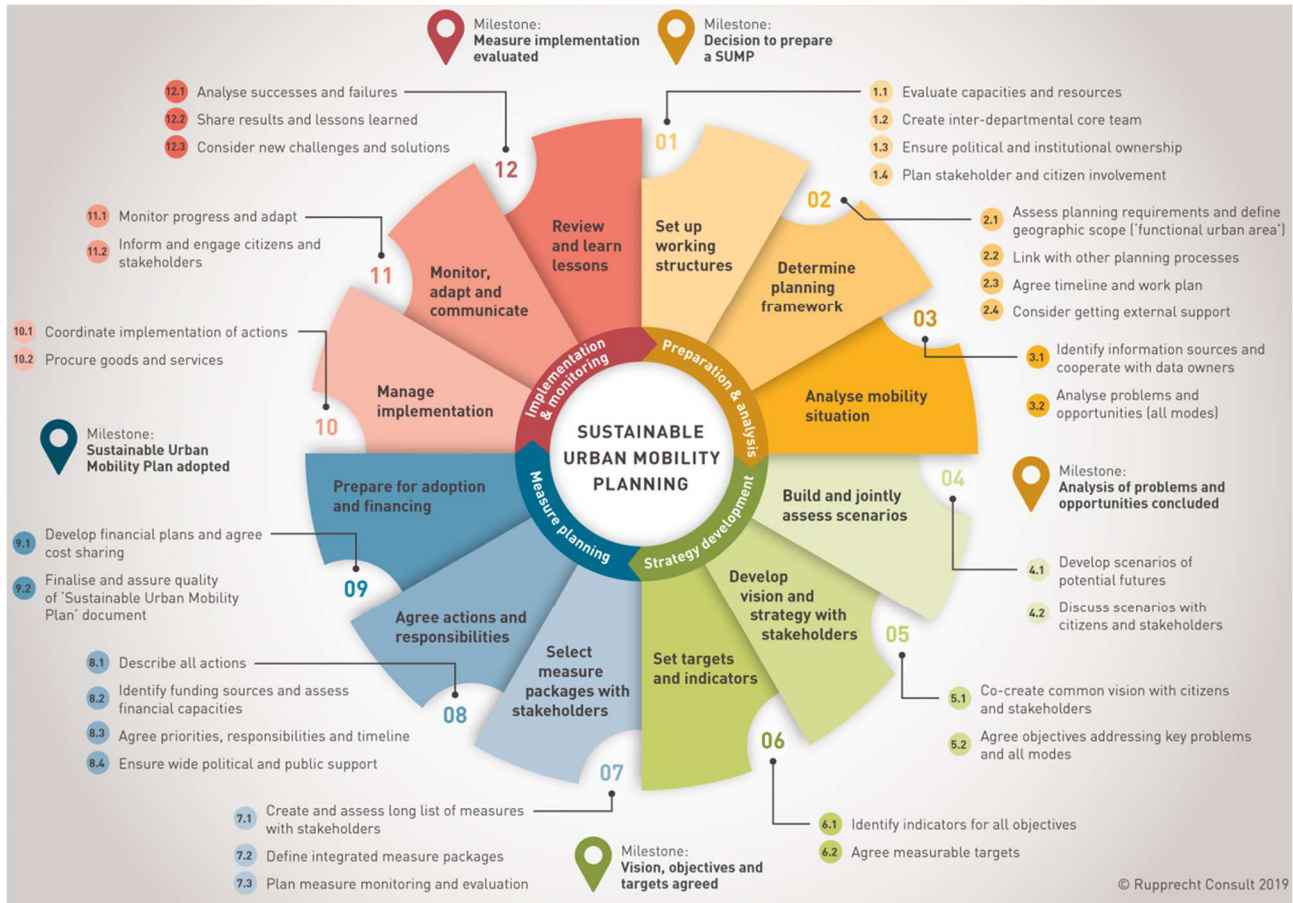 Milestone:
Measure implementation
evaluated
Milestone:
Decision to prepare
a SUMP
12.1 Analyse successes and failures
12.2 Share results and lessons learned
12.3 Consider new challenges and solutions
1.1 Evaluate capacities and resources
1.2 Create inter-departmental core team
1.3 Ensure political and institutional ownership
1.4 Plan stakeholder and citizen involvement
11.1 Monitor progress and adapt
11.2 Inform and engage citizens and
stakeholders
2.1 Assess planning requirements and define
geographic scope (‘functional urban area’)
2.2 Link with other planning processes
2.3 Agree timeline and work plan
2.4 Consider getting external support
10.1 Coordinate implementation of actions
10.2 Procure goods and services
3.1 Identify information sources and
cooperate with data owners
3.2 Analyse problems and
opportunities (all modes)
Milestone:
Sustainable Urban
Mobility Plan adopted
Milestone:
Analysis of problems and
opportunities concluded
01
Set up
working
structures
02
Determine
planning
framework
03
Analyse mobility
situation
04
Build and jointly
assess scenarios
05
Develop
vision and
strategy with
stakeholders
06
Set targets
and indicators
07
Select
measure
packages with
stakeholders
08
Agree actions and
responsibilities
09
Prepare for adoption
and financing
10
Manage
implementation
11
Monitor,
adapt and
communicate
12
Review
and learn
lessons
Preparation & analysis
Strategy development
Measure planning
Implementation
& monitoring
SUSTAINABLE
URBAN MOBILITY
PLANNING
9.1 Develop financial plans and agree
cost sharing
9.2 Finalise and assure quality
of ‘Sustainable Urban Mobility
Plan’ document
4.1 Develop scenarios of
potential futures
4.2 Discuss scenarios with
citizens and stakeholders
8.1 Describe all actions
8.2 Identify funding sources and assess
financial capacities
8.3 Agree priorities, responsibilities and timeline
8.4 Ensure wide political and public support
5.1 Co-create common vision with citizens
and stakeholders
5.2 Agree objectives addressing key problems
and all modes
7.1 Create and assess long list of measures
with stakeholders
7.2 Define integrated measure packages
7.3 Plan measure monitoring and evaluation
Milestone:
Vision, objectives and
targets agreed
6.1 Identify indicators for all objectives
6.2 Agree measurable targets
© Rupprecht Consult 2019